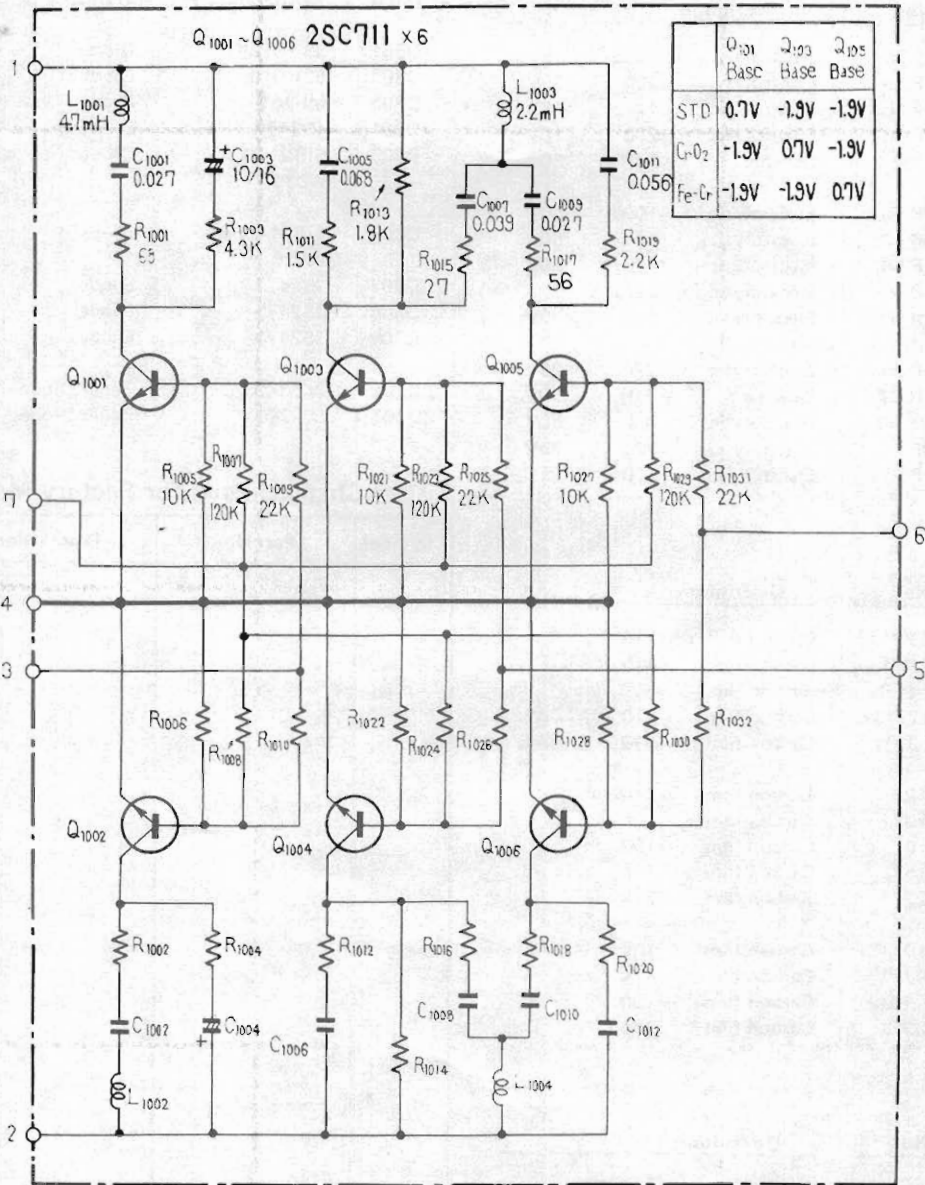 Q1001 ~ Q1006 2SC711 ×6
Q101 Q103 Q105
Base Base Base
STD 0.7V -1.9V -1.9V
CrO2 -1.9V 0.7V -1.9V
Fe-Cr -1.9V -1.9V 0.7V
1
L1001
47mH
L1003
2.2mH
C1001
0.027
C1003
10/16
C1005
0.068
R1013
1.8K
C1007
0.039
C1009
0.027
C1011
0.056
R1001
R1003
4.3K
R1011
1.5K
R1015
27
R1017
56
R1019
2.2K
Q1001
Q1003
Q1005
R1005
10K
R1007
120K
R1009
22K
R1021
10K
R1023
120K
R1025
22K
R1027
10K
R1029
120K
R1031
22K
7
6
4
3
5
R1006
R1008
R1010
R1022
R1024
R1026
R1028
R1030
R1032
Q1002
Q1004
Q1006
R1002
R1004
R1012
R1016
R1018
R1020
C1002
C1004
C1006
C1008
C1010
C1012
R1014
L1002
L1004
2